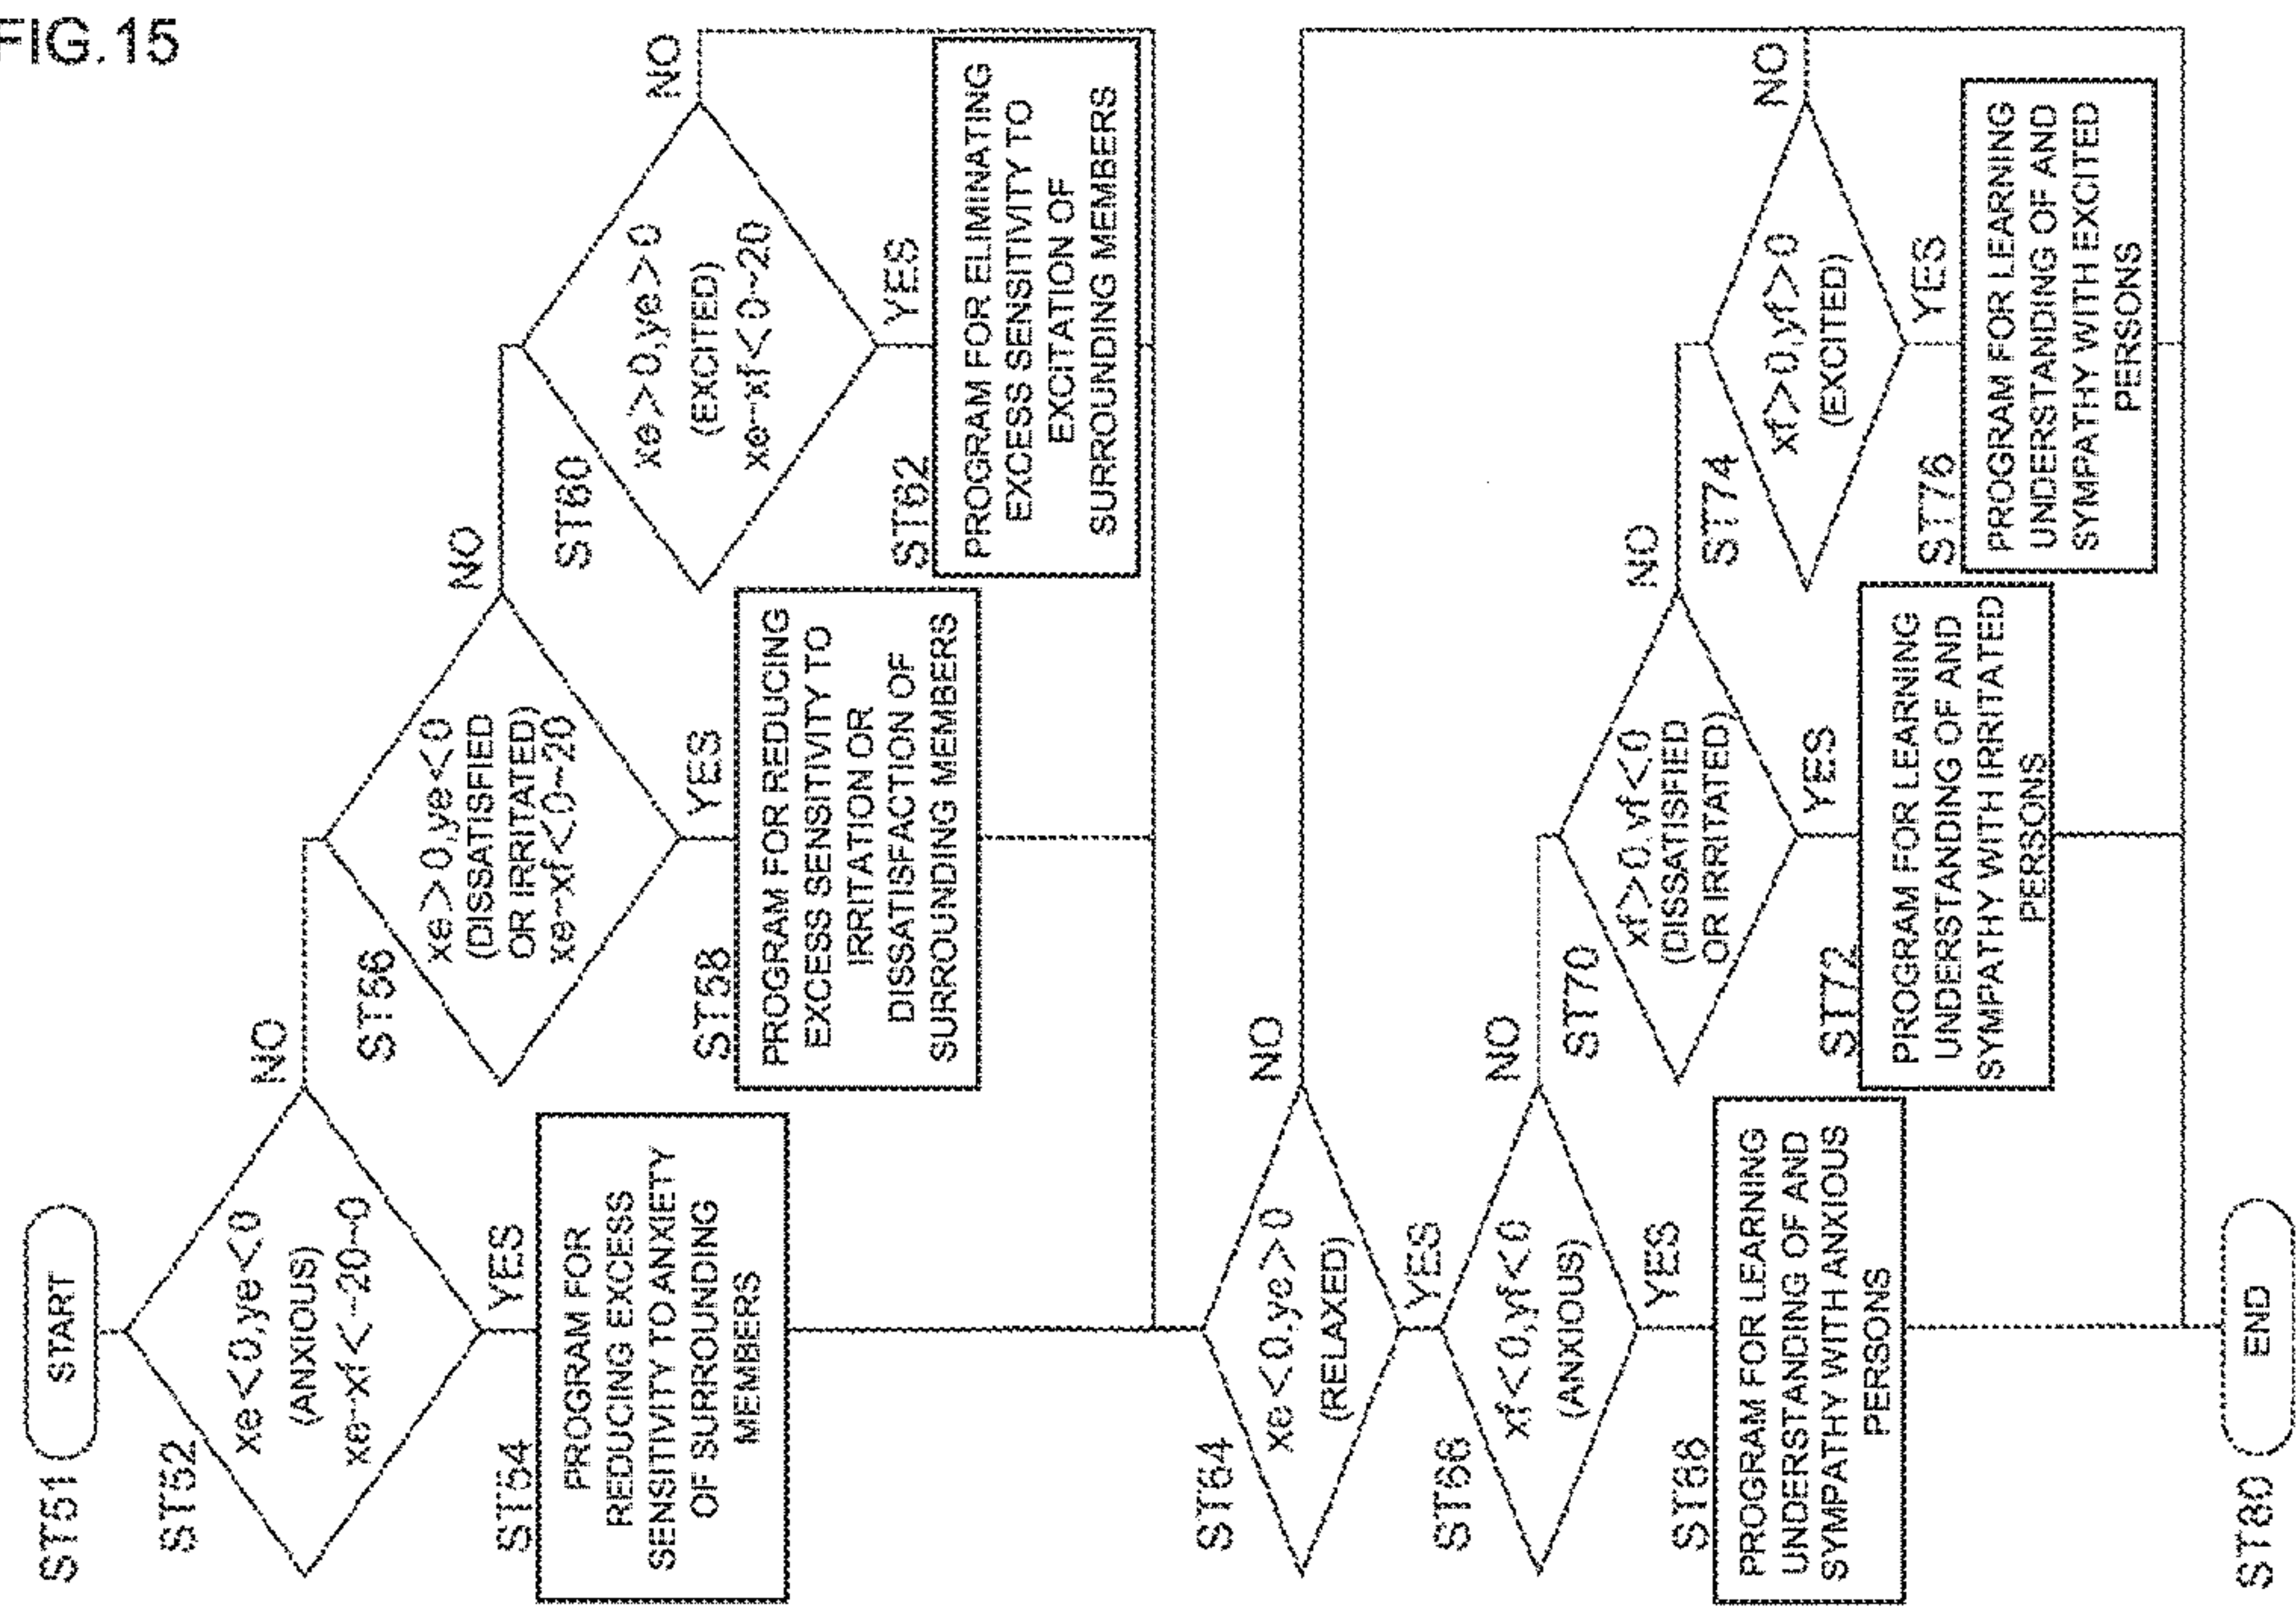 FIG.15
ST51
START
ST52
xe<0,ye<0
(ANXIOUS)
xe-xf<-20~0
NO
YES
ST54
PROGRAM FOR
REDUCING EXCESS
SENSITIVITY TO ANXIETY
OF SURROUNDING
MEMBERS
ST56
xe>0,ye<0
(DISSATISFIED
OR IRRITATED)
xe-xf<0~20
NO
YES
ST58
PROGRAM FOR REDUCING
EXCESS SENSITIVITY TO
IRRITATION OR
DISSATISFACTION OF
SURROUNDING MEMBERS
ST60
xe>0,ye>0
(EXCITED)
xe-xf<0~20
NO
YES
ST62
PROGRAM FOR ELIMINATING
EXCESS SENSITIVITY TO
EXCITATION OF
SURROUNDING MEMBERS
ST64
xe<0,ye>0
(RELAXED)
NO
YES
ST66
xf<0,yf<0
(ANXIOUS)
NO
YES
ST68
PROGRAM FOR LEARNING
UNDERSTANDING OF AND
SYMPATHY WITH ANXIOUS
PERSONS
ST70
xf>0,yf<0
(DISSATISFIED
OR IRRITATED)
NO
YES
ST72
PROGRAM FOR LEARNING
UNDERSTANDING OF AND
SYMPATHY WITH IRRITATED
PERSONS
ST74
xf>0,yf>0
(EXCITED)
NO
YES
ST76
PROGRAM FOR LEARNING
UNDERSTANDING OF AND
SYMPATHY WITH EXCITED
PERSONS
ST80
END